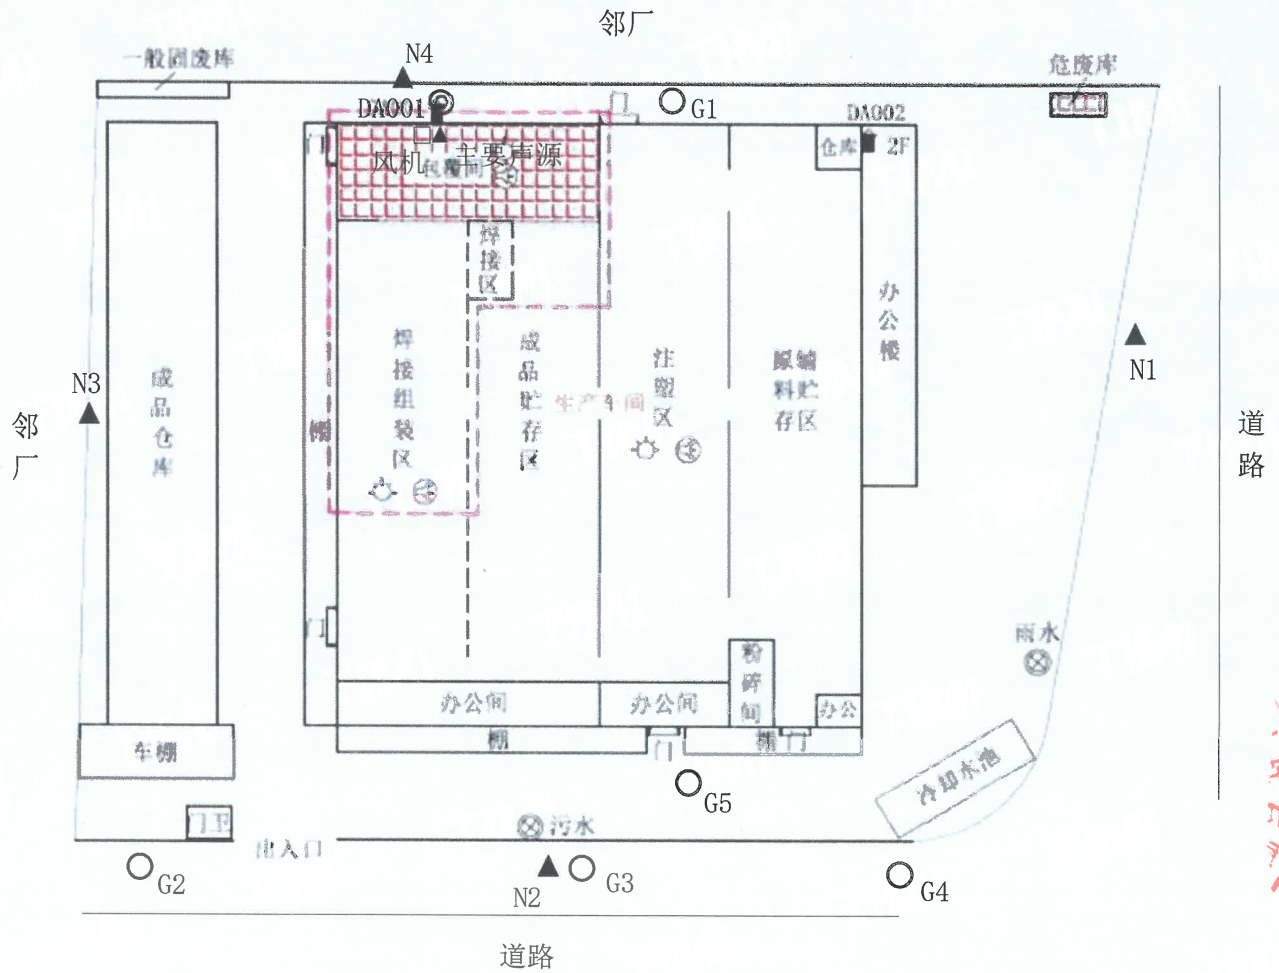 邻厂
一般固废库
N4
危废库
DA001
G1
DA002
门
仓库
2F
风机
主要声源
包覆间
焊接区
办公楼
焊接组装区
成品贮存区
注塑区
原辅料贮存区
生产车间
N1
N3
成品仓库
棚
邻厂
道路
门
雨水
粉碎间
办公间
办公间
办公
车棚
棚
门
棚
门
冷却水池
G5
门卫
污水
出入口
G2
N2
G3
G4
道路